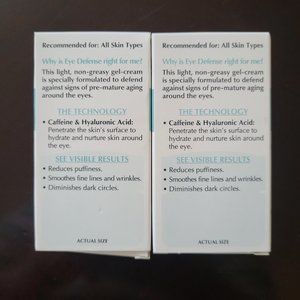 Recommended for: All Skin Types
Why is Eye Defense right for me?
This light, non-greasy gel-cream
is specially formulated to defend
against signs of pre-mature aging
around the eyes.
THE TECHNOLOGY
• Caffeine & Hyaluronic Acid:
Penetrate the skin's surface to
hydrate and nurture skin around
the eye.
SEE VISIBLE RESULTS
• Reduces puffiness.
• Smoothes fine lines and wrinkles.
• Diminishes dark circles.
ACTUAL SIZE
Recommended for: All Skin Types
Why is Eye Defense right for me?
This light, non-greasy gel-cream
is specially formulated to defend
against signs of pre-mature aging
around the eyes.
THE TECHNOLOGY
• Caffeine & Hyaluronic Acid:
Penetrate the skin's surface to
hydrate and nurture skin around
the eye.
SEE VISIBLE RESULTS
• Reduces puffiness.
• Smoothes fine lines and wrinkles.
• Diminishes dark circles.
ACTUAL SIZE